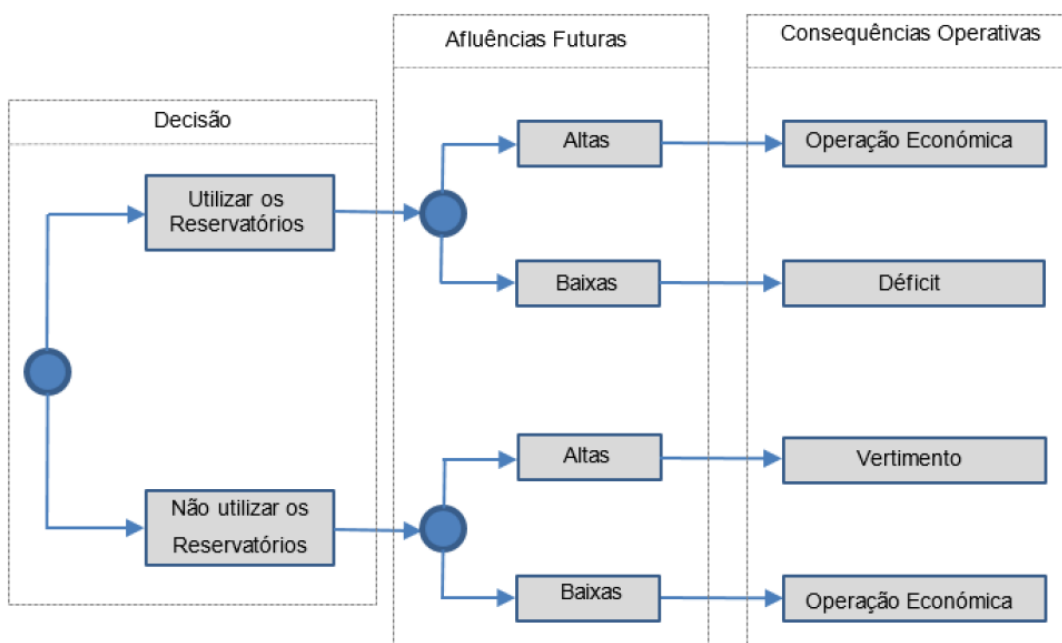 Decisão
Afluências Futuras
Consequências Operativas
Utilizar os
Reservatórios
Altas
Operação Económica
Baixas
Déficit
Não utilizar os
Reservatórios
Altas
Vertimento
Baixas
Operação Económica